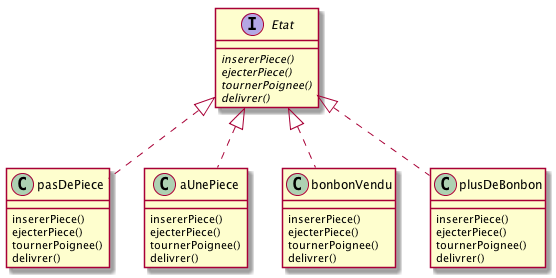 I Etat
insererPiece()
ejecterPiece()
tournerPoignee()
delivrer()
C pasDePiece
insererPiece()
ejecterPiece()
tournerPoignee()
delivrer()
C aUnePiece
insererPiece()
ejecterPiece()
tournerPoignee()
delivrer()
C bonbonVendu
insererPiece()
ejecterPiece()
tournerPoignee()
delivrer()
C plusDeBonbon
insererPiece()
ejecterPiece()
tournerPoignee()
delivrer()